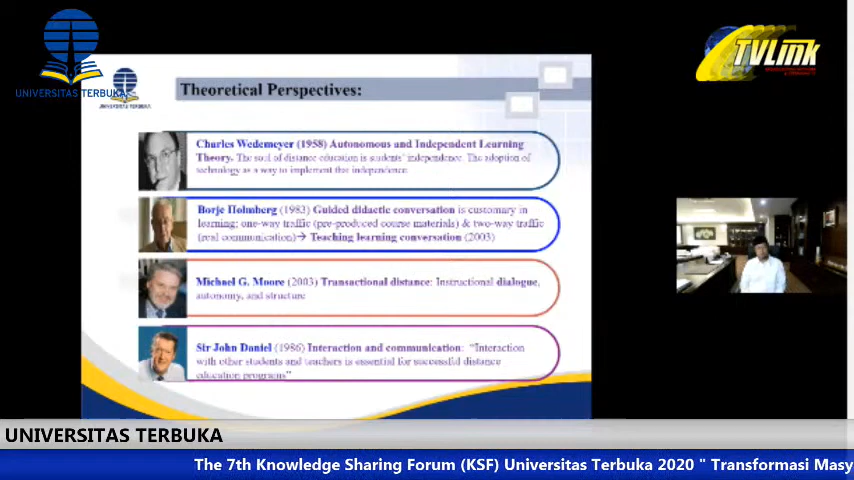 UNIVERSITAS TERBUKA
TVLink
Theoretical Perspectives:
Charles Wedemeyer (1958) Autonomous and Independent Learning
Theory. The soul of distance education is students' independence. The adoption of
technology as a way to implement that independence.
Borje Holmberg (1983) Guided didactic conversation is customary in
learning; one-way traffic (pre-produced course materials) & two-way traffic
(real communication)→ Teaching learning conversation (2003)
Michael G. Moore (2003) Transactional distance: Instructional dialogue,
autonomy, and structure
Sir John Daniel (1986) Interaction and communication: “Interaction
with other students and teachers is essential for successful distance
education programs”
UNIVERSITAS TERBUKA
The 7th Knowledge Sharing Forum (KSF) Universitas Terbuka 2020 " Transformasi Masy